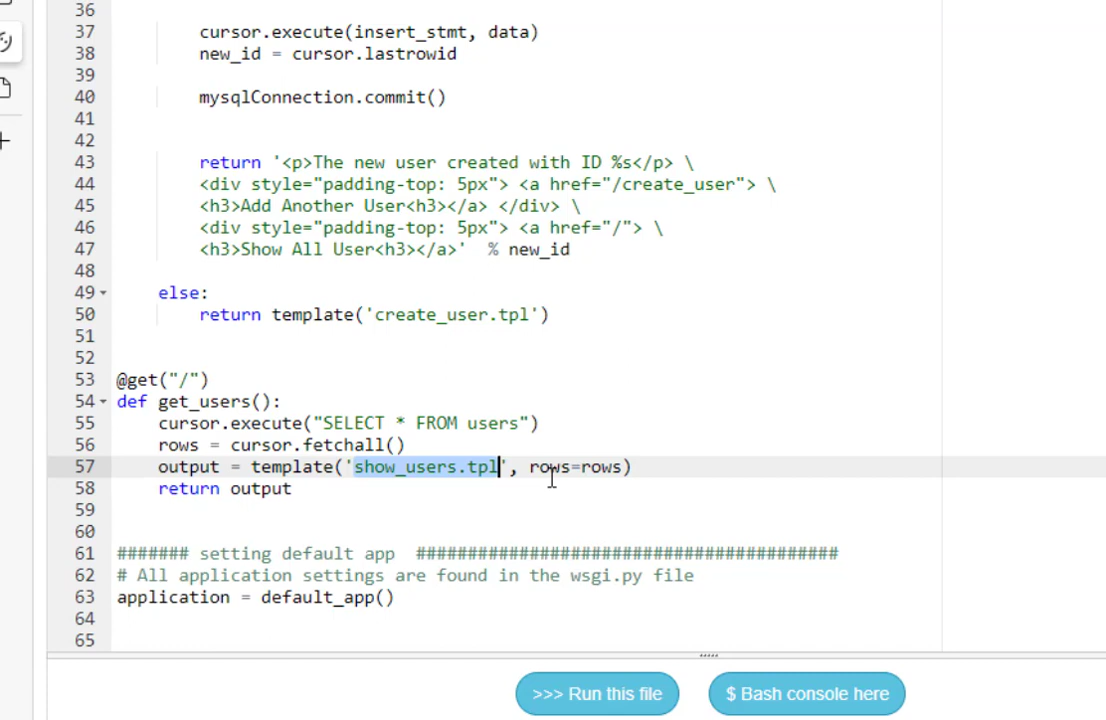 36
37 cursor.execute(insert_stmt, data)
38 new_id = cursor.lastrowid
39
40 mysqlConnection.commit()
41
42
43 return '<p>The new user created with ID %s</p> \
44 <div style="padding-top: 5px"> <a href="/create_user"> \
45 <h3>Add Another User<h3></a> </div> \
46 <div style="padding-top: 5px"> <a href="/"> \
47 <h3>Show All User<h3></a>' % new_id
48
49 else:
50 return template('create_user.tpl')
51
52
53 @get("/")
54 def get_users():
55 cursor.execute("SELECT * FROM users")
56 rows = cursor.fetchall()
57 output = template('show_users.tpl', rows=rows)
58 return output
59
60
61 ####### setting default app #########################################
62 # All application settings are found in the wsgi.py file
63 application = default_app()
64
65
>>> Run this file
$ Bash console here